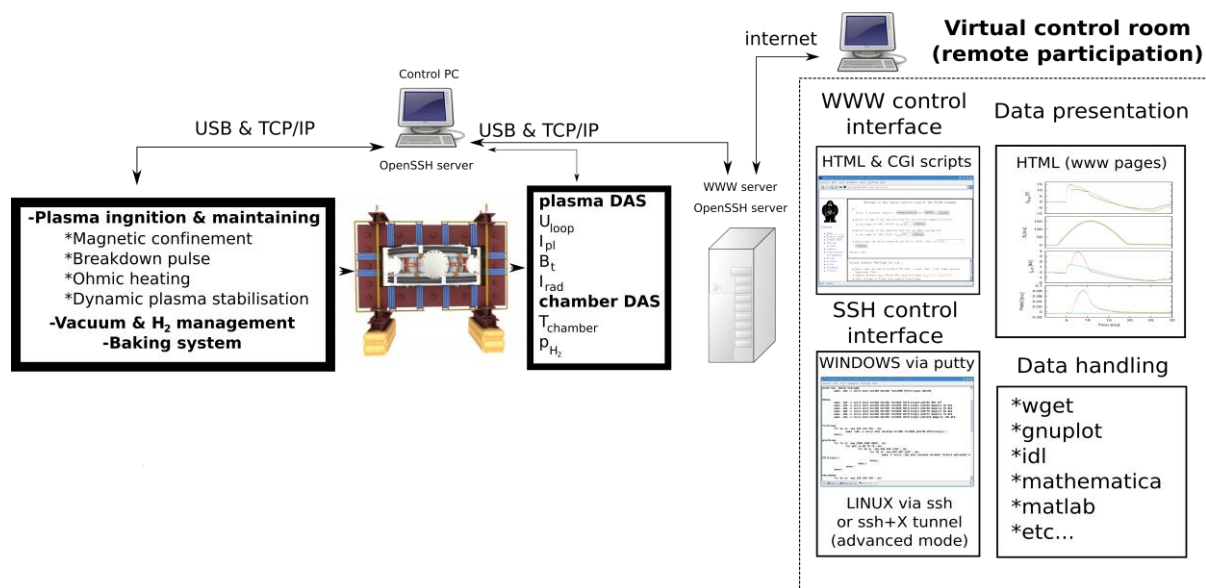 internet
Virtual control room
(remote participation)
Control PC
USB & TCP/IP
OpenSSH server
USB & TCP/IP
WWW server
OpenSSH server
-Plasma ingnition & maintaining
*Magnetic confinement
*Breakdown pulse
*Ohmic heating
*Dynamic plasma stabilisation
-Vacuum & H2 management
-Baking system
plasma DAS
Uloop
Ipl
Bt
Irad
chamber DAS
Tchamber
pH2
WWW control
interface
HTML & CGI scripts
SSH control
interface
WINDOWS via putty
LINUX via ssh
or ssh+X tunnel
(advanced mode)
Data presentation
HTML (www pages)
Data handling
*wget
*gnuplot
*idl
*mathematica
*matlab
*etc...